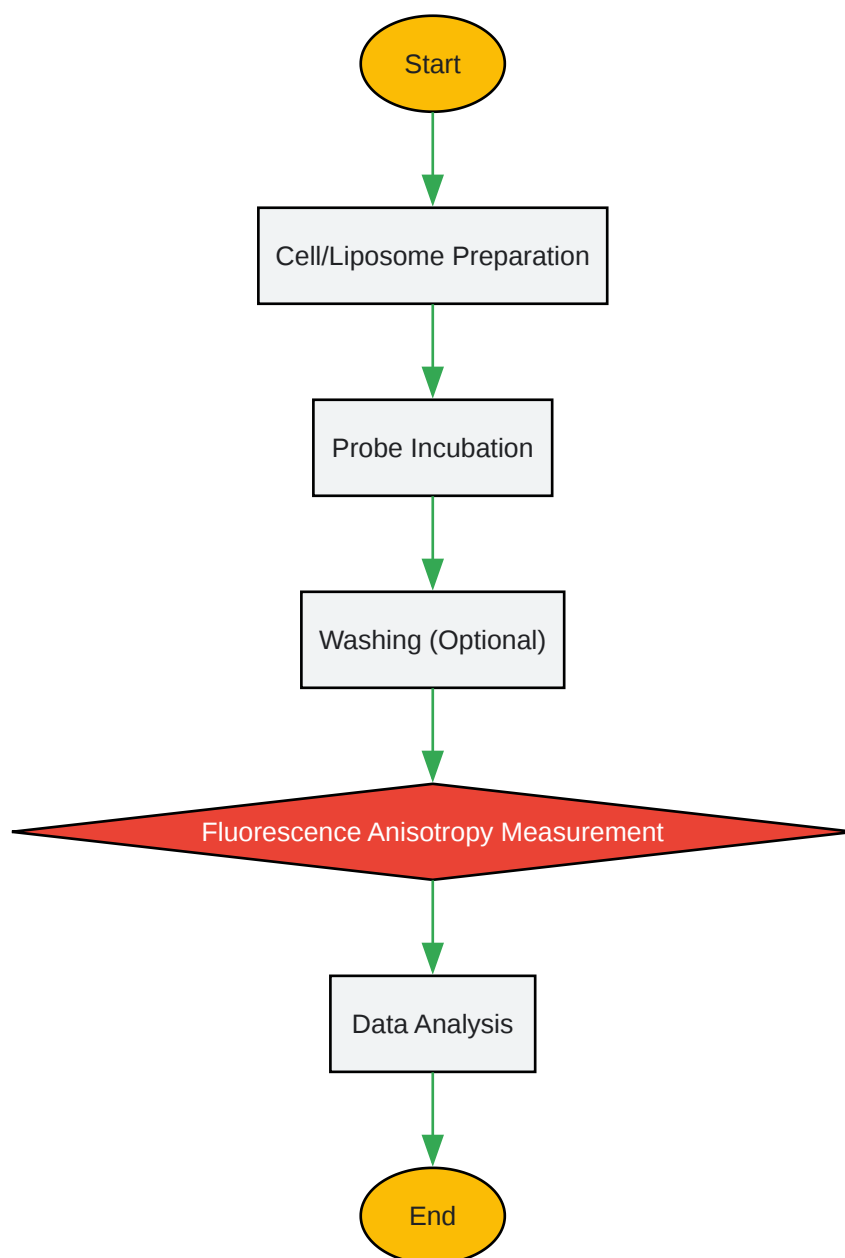 Start
Cell/Liposome Preparation
Probe Incubation
Washing (Optional)
Fluorescence Anisotropy Measurement
Data Analysis
End